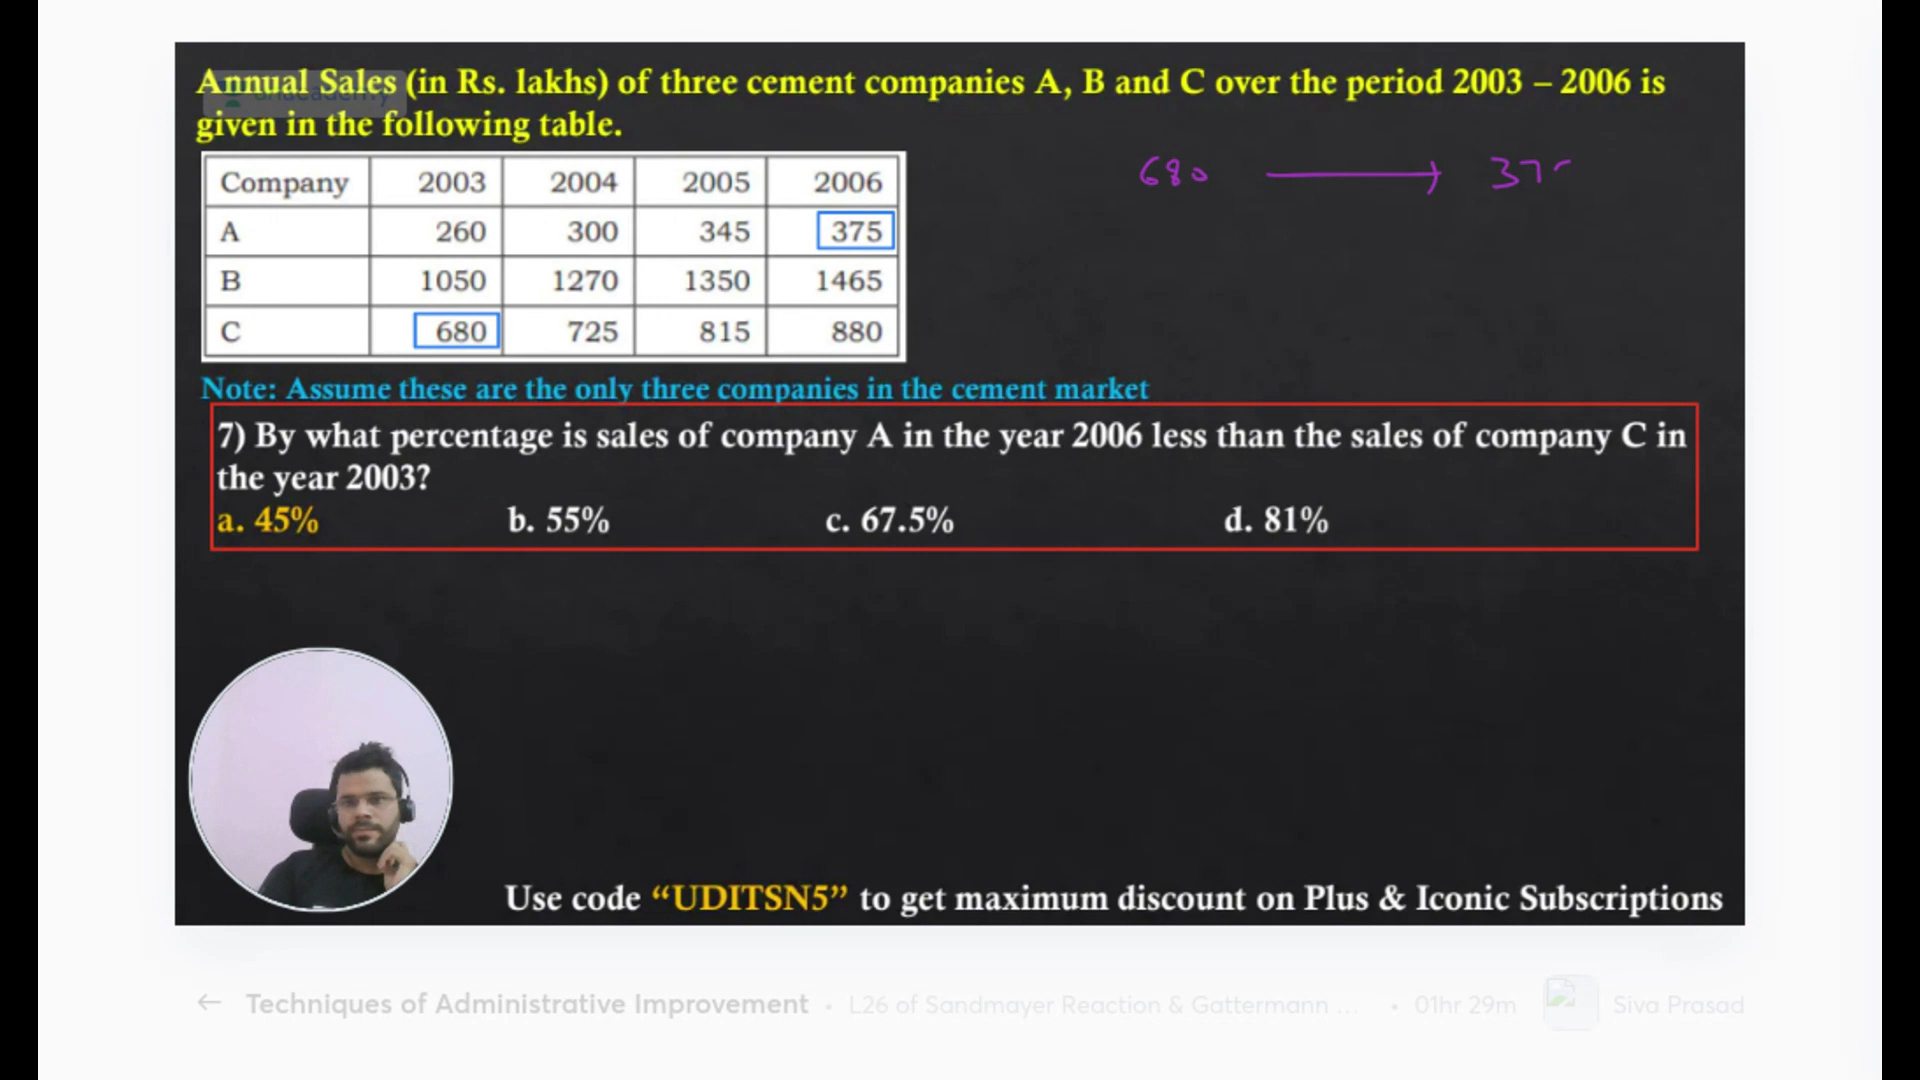 Annual Sales (in Rs. lakhs) of three cement companies A, B and C over the period 2003 – 2006 is
given in the following table.
Company 2003 2004 2005 2006
A 260 300 345 375
B 1050 1270 1350 1465
C 680 725 815 880
680 → 37
Note: Assume these are the only three companies in the cement market
7) By what percentage is sales of company A in the year 2006 less than the sales of company C in
the year 2003?
a. 45% b. 55% c. 67.5% d. 81%
Use code “UDITSN5” to get maximum discount on Plus & Iconic Subscriptions
← Techniques of Administrative Improvement • L26 of Sandmayer Reaction & Gattermann ... • 01hr 29m Siva Prasad